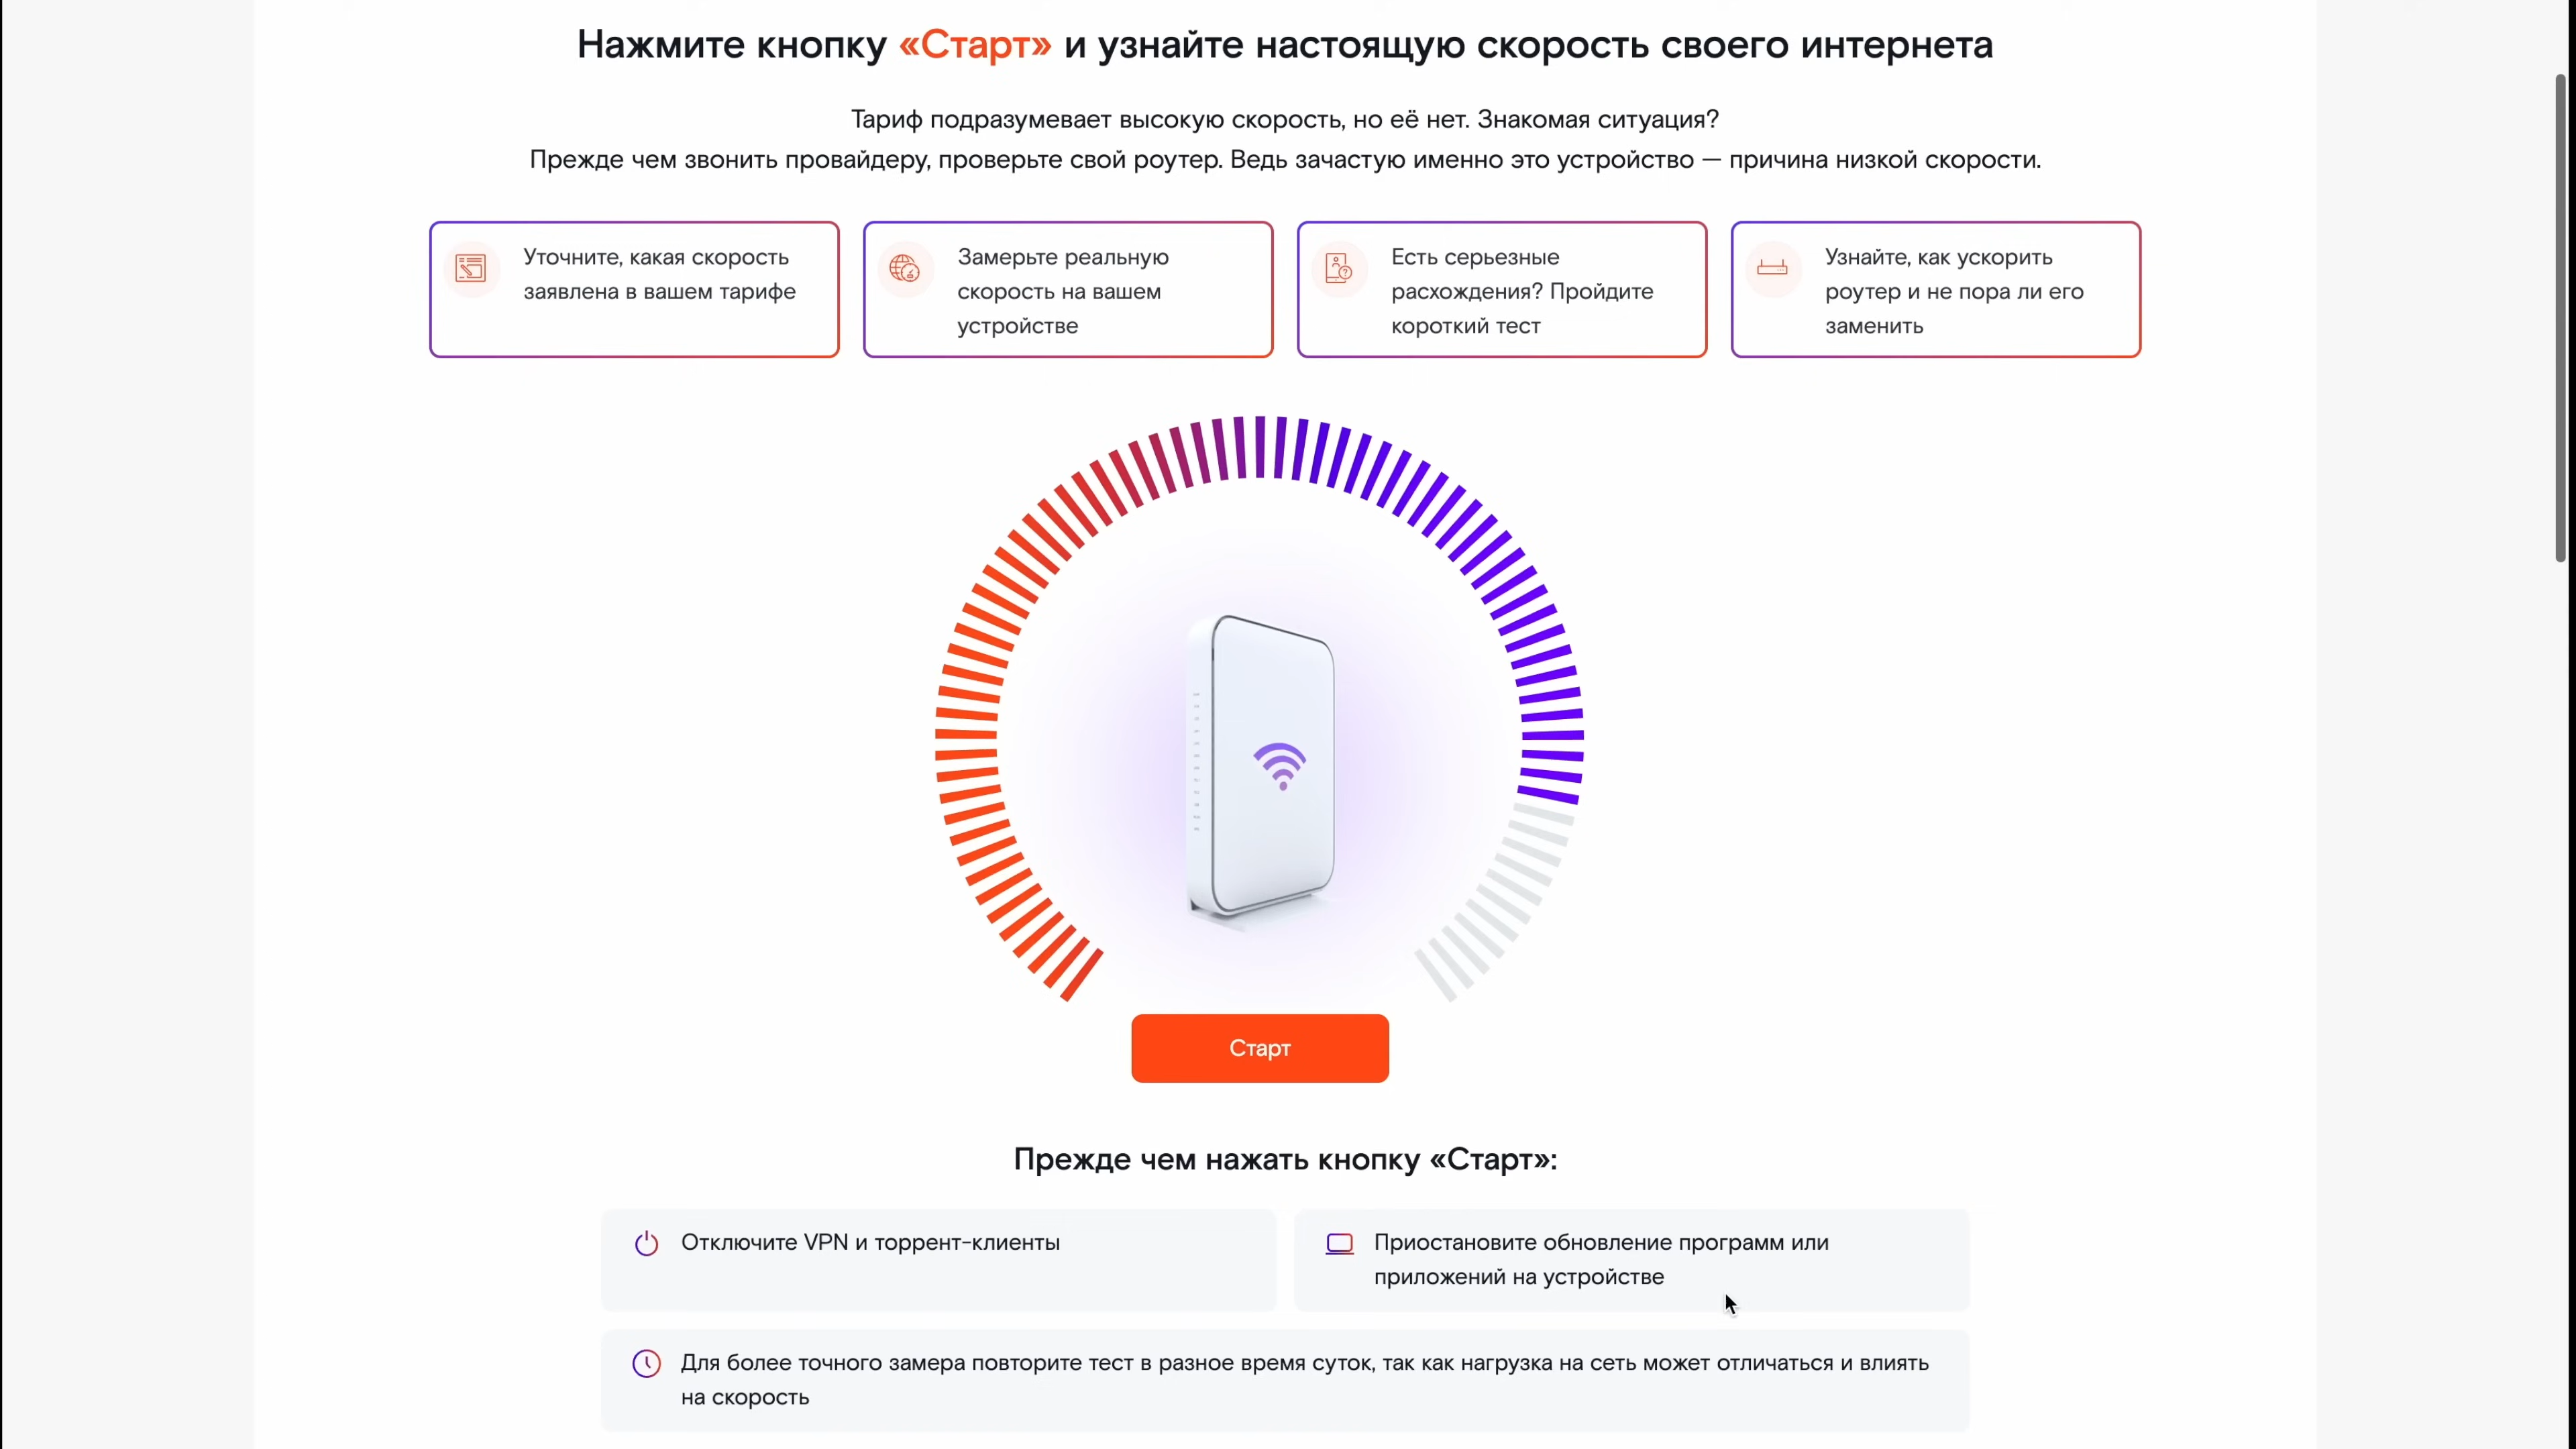 Нажмите кнопку «Старт» и узнайте настоящую скорость своего интернета
Тариф подразумевает высокую скорость, но её нет. Знакомая ситуация?
Прежде чем звонить провайдеру, проверьте свой роутер. Ведь зачастую именно это устройство — причина низкой скорости.
Уточните, какая скорость
заявлена в вашем тарифе
Замерьте реальную
скорость на вашем
устройстве
Есть серьезные
расхождения? Пройдите
короткий тест
Узнайте, как ускорить
роутер и не пора ли его
заменить
Старт
Прежде чем нажать кнопку «Старт»:
Отключите VPN и торрент-клиенты
Приостановите обновление программ или
приложений на устройстве
Для более точного замера повторите тест в разное время суток, так как нагрузка на сеть может отличаться и влиять
на скорость